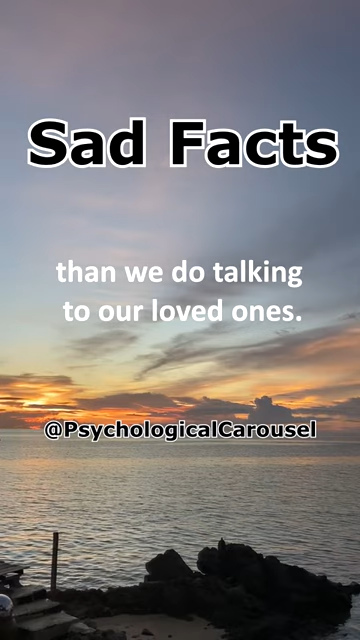 Sad Facts
than we do talking
to our loved ones.
@PsychologicalCarousel